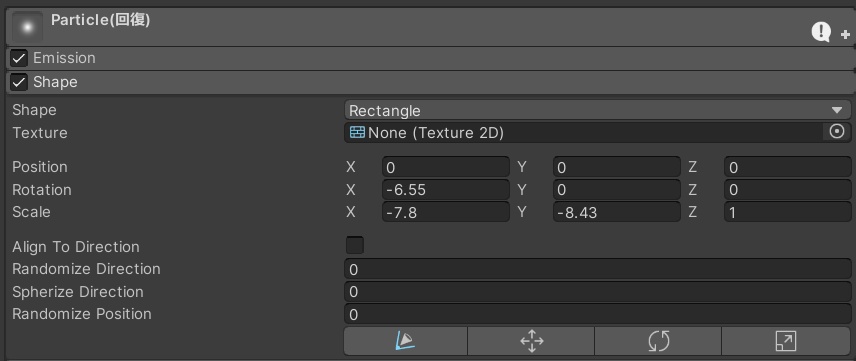 Particle(回復)
Emission
Shape
Shape Rectangle
Texture None (Texture 2D)
Position X 0 Y 0 Z 0
Rotation X -6.55 Y 0 Z 0
Scale X -7.8 Y -8.43 Z 1
Align To Direction
Randomize Direction 0
Spherize Direction 0
Randomize Position 0